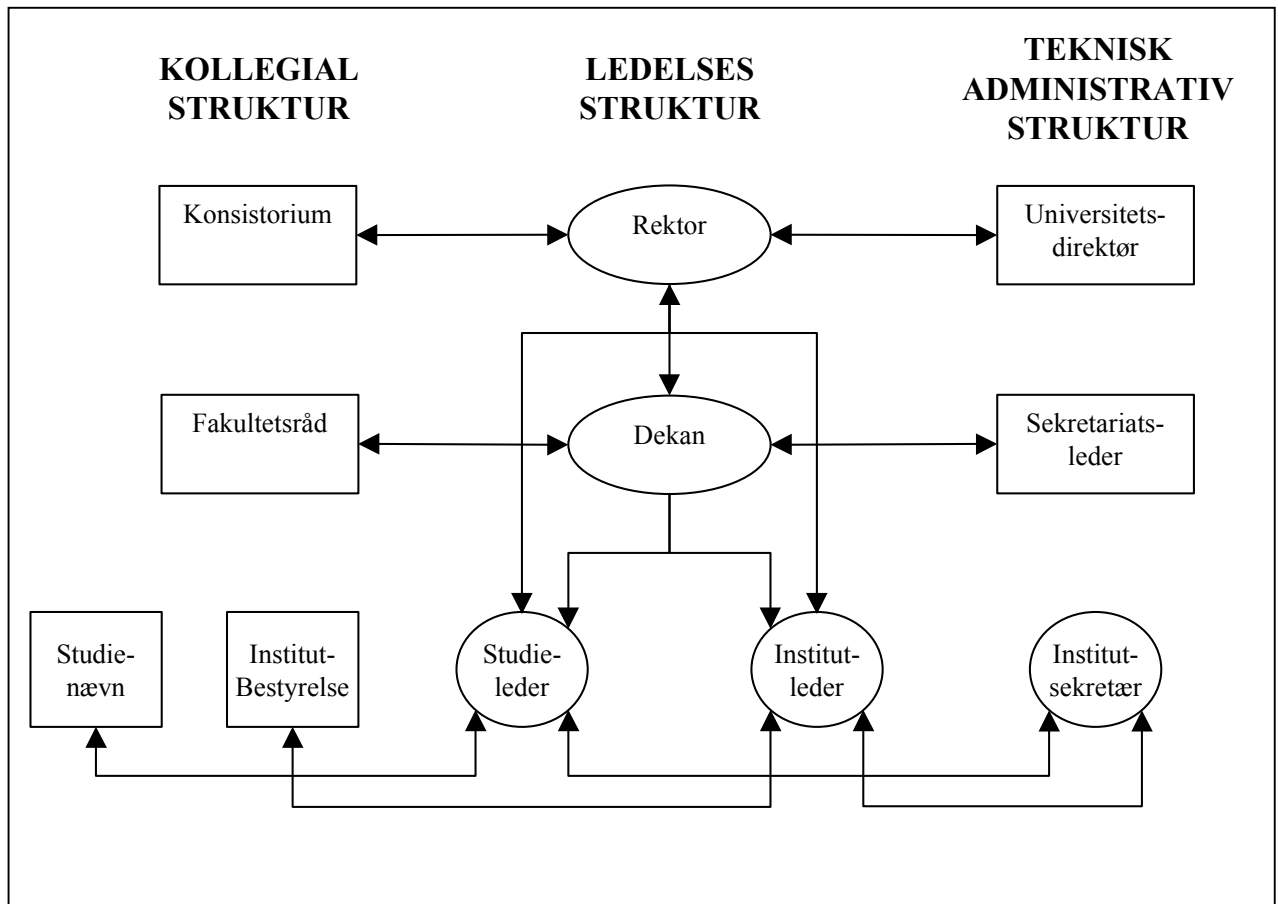 KOLLEGIAL
STRUKTUR
LEDELSES
STRUKTUR
TEKNISK
ADMINISTRATIV
STRUKTUR
Konsistorium
Rektor
Universitets-
direktør
Fakultetsråd
Dekan
Sekretariats-
leder
Studie-
nævn
Institut-
Bestyrelse
Studie-
leder
Institut-
leder
Institut-
sekretær